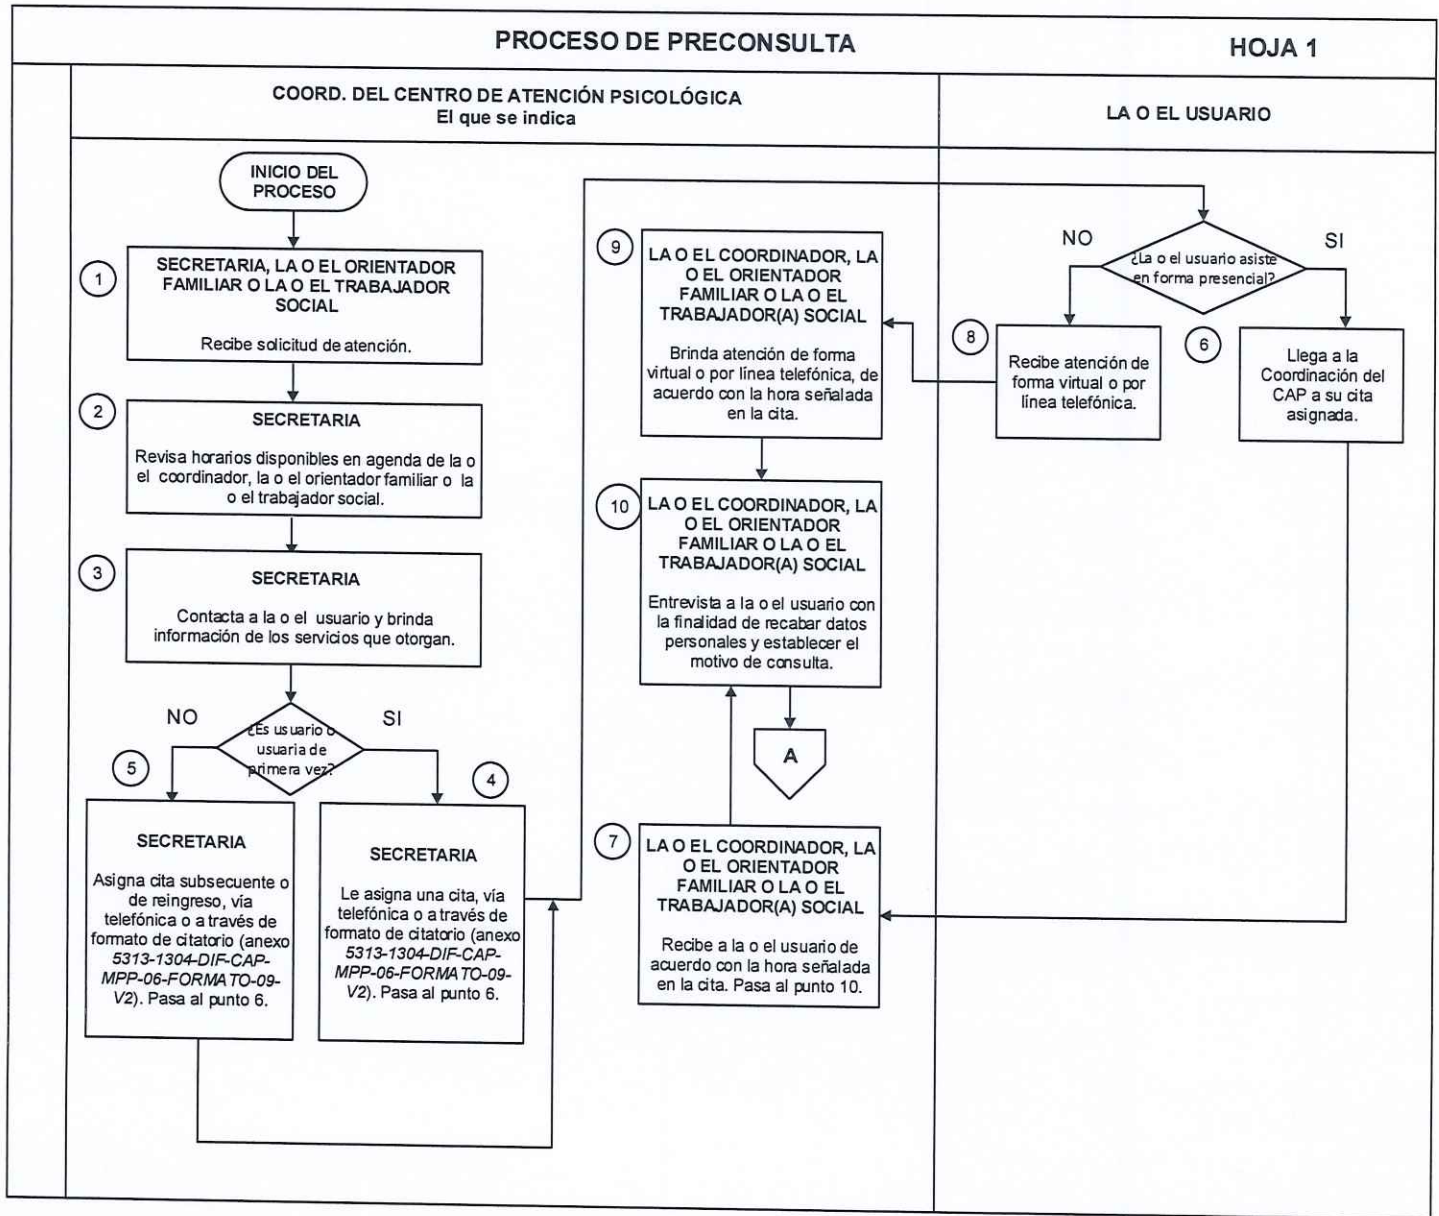 PROCESO DE PRECONSULTA
HOJA 1
COORD. DEL CENTRO DE ATENCIÓN PSICOLÓGICA
El que se indica
LA O EL USUARIO
INICIO DEL
PROCESO
1
SECRETARIA, LA O EL ORIENTADOR
FAMILIAR O LA O EL TRABAJADOR
SOCIAL
Recibe solicitud de atención.
2
SECRETARIA
Revisa horarios disponibles en agenda de la o
el coordinador, la o el orientador familiar o la
o el trabajador social.
3
SECRETARIA
Contacta a la o el usuario y brinda
información de los servicios que otorgan.
NO
SI
¿Es usuario o
usuaria de
primera vez?
5
SECRETARIA
Asigna cita subsecuente o
de reingreso, vía
telefónica o a través de
formato de citatorio (anexo
5313-1304-DIF-CAP-
MPP-06-FORMATO-09-
V2). Pasa al punto 6.
4
SECRETARIA
Le asigna una cita, vía
telefónica o a través de
formato de citatorio (anexo
5313-1304-DIF-CAP-
MPP-06-FORMATO-09-
V2). Pasa al punto 6.
9
LA O EL COORDINADOR, LA
O EL ORIENTADOR
FAMILIAR O LA O EL
TRABAJADOR(A) SOCIAL
Brinda atención de forma
virtual o por línea telefónica, de
acuerdo con la hora señalada
en la cita.
10
LA O EL COORDINADOR, LA
O EL ORIENTADOR
FAMILIAR O LA O EL
TRABAJADOR(A) SOCIAL
Entrevista a la o el usuario con
la finalidad de recabar datos
personales y establecer el
motivo de consulta.
A
7
LA O EL COORDINADOR, LA
O EL ORIENTADOR
FAMILIAR O LA O EL
TRABAJADOR(A) SOCIAL
Recibe a la o el usuario de
acuerdo con la hora señalada
en la cita. Pasa al punto 10.
NO
SI
¿La o el usuario asiste
en forma presencial?
8
Recibe atención de
forma virtual o por
línea telefónica.
6
Llega a la
Coordinación del
CAP a su cita
asignada.